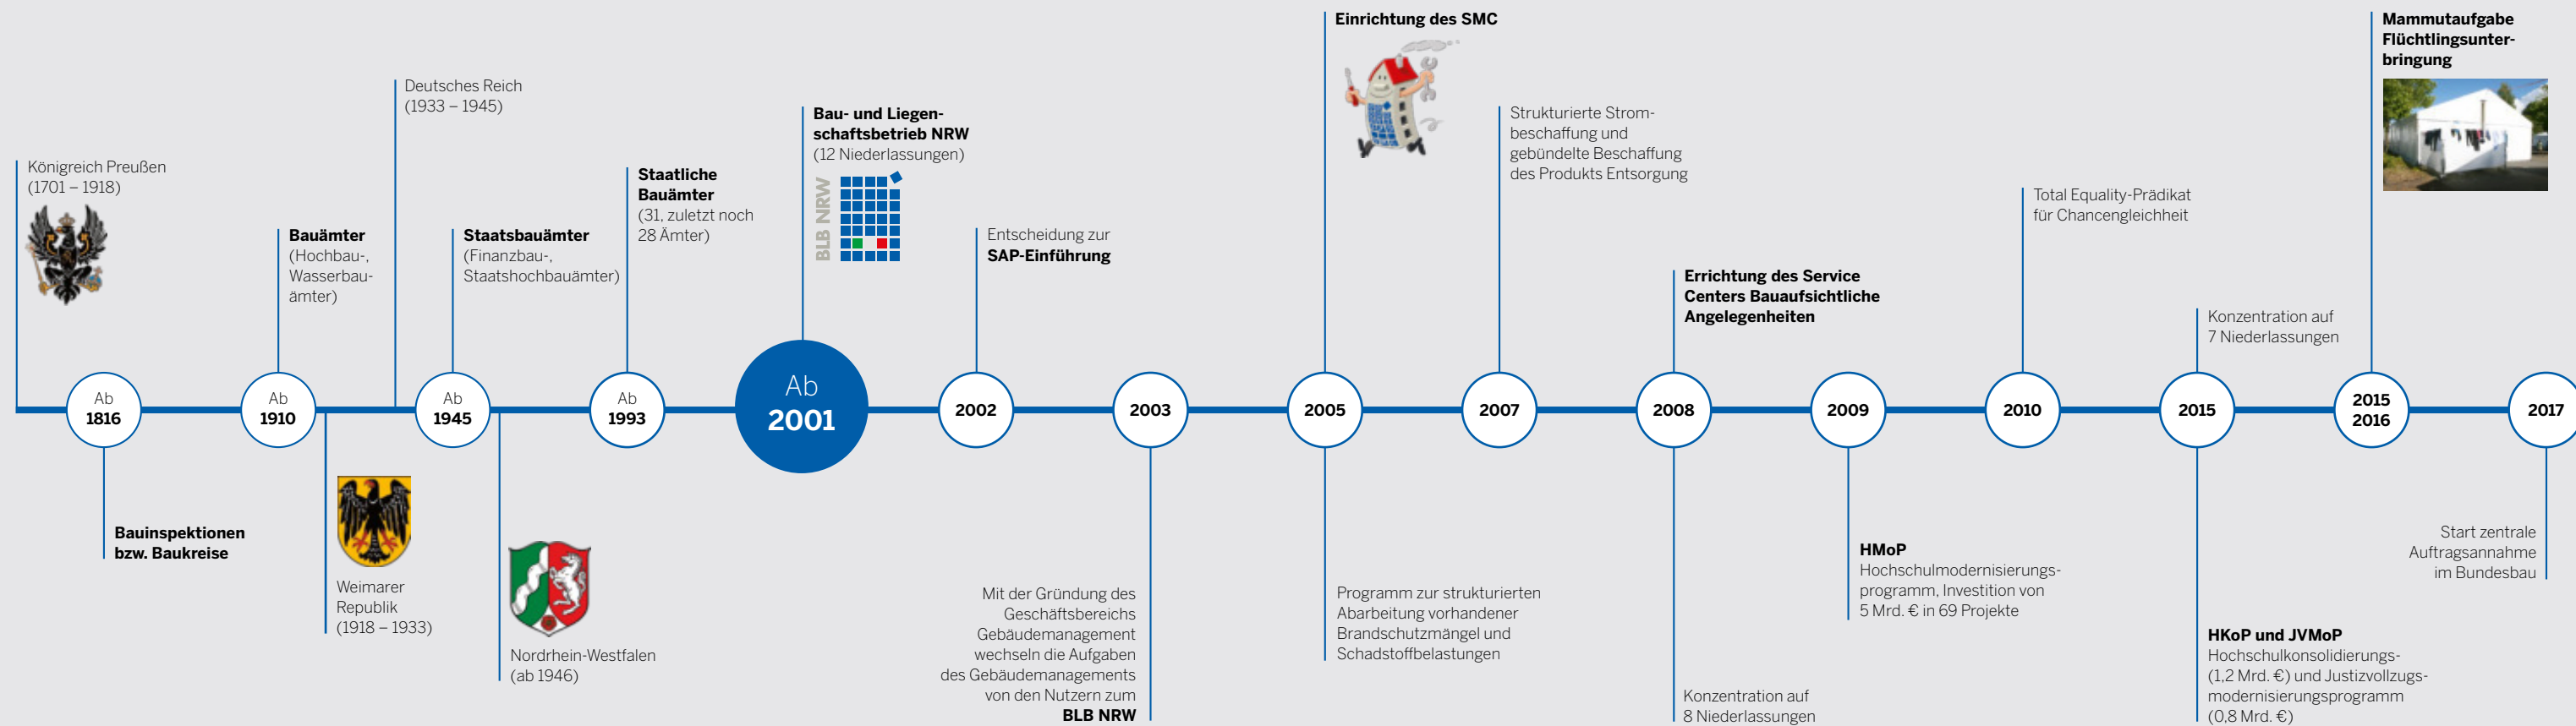 Königreich Preußen
(1701 – 1918)
Ab
1816
Bauinspektionen
bzw. Baukreise
Bauämter
(Hochbau-,
Wasserbau-
ämter)
Ab
1910
Weimarer
Republik
(1918 – 1933)
Deutsches Reich
(1933 – 1945)
Staatsbauämter
(Finanzbau-,
Staatshochbauämter)
Ab
1945
Nordrhein-Westfalen
(ab 1946)
Staatliche
Bauämter
(31, zuletzt noch
28 Ämter)
Ab
1993
Bau- und Liegen-
schaftsbetrieb NRW
(12 Niederlassungen)
BLB NRW
Ab
2001
Entscheidung zur
SAP-Einführung
2002
2003
Mit der Gründung des
Geschäftsbereichs
Gebäudemanagement
wechseln die Aufgaben
des Gebäudemanagements
von den Nutzern zum
BLB NRW
Einrichtung des SMC
2005
Programm zur strukturierten
Abarbeitung vorhandener
Brandschutzmängel und
Schadstoffbelastungen
Strukturierte Strom-
beschaffung und
gebündelte Beschaffung
des Produkts Entsorgung
2007
Errichtung des Service
Centers Bauaufsichtliche
Angelegenheiten
2008
Konzentration auf
8 Niederlassungen
2009
HMoP
Hochschulmodernisierungs-
programm, Investition von
5 Mrd. € in 69 Projekte
Total Equality-Prädikat
für Chancengleichheit
2010
Konzentration auf
7 Niederlassungen
2015
HKoP und JVMoP
Hochschulkonsolidierungs-
(1,2 Mrd. €) und Justizvollzugs-
modernisierungsprogramm
(0,8 Mrd. €)
Mammutaufgabe
Flüchtlingsunter-
bringung
2015
2016
2017
Start zentrale
Auftragsannahme
im Bundesbau